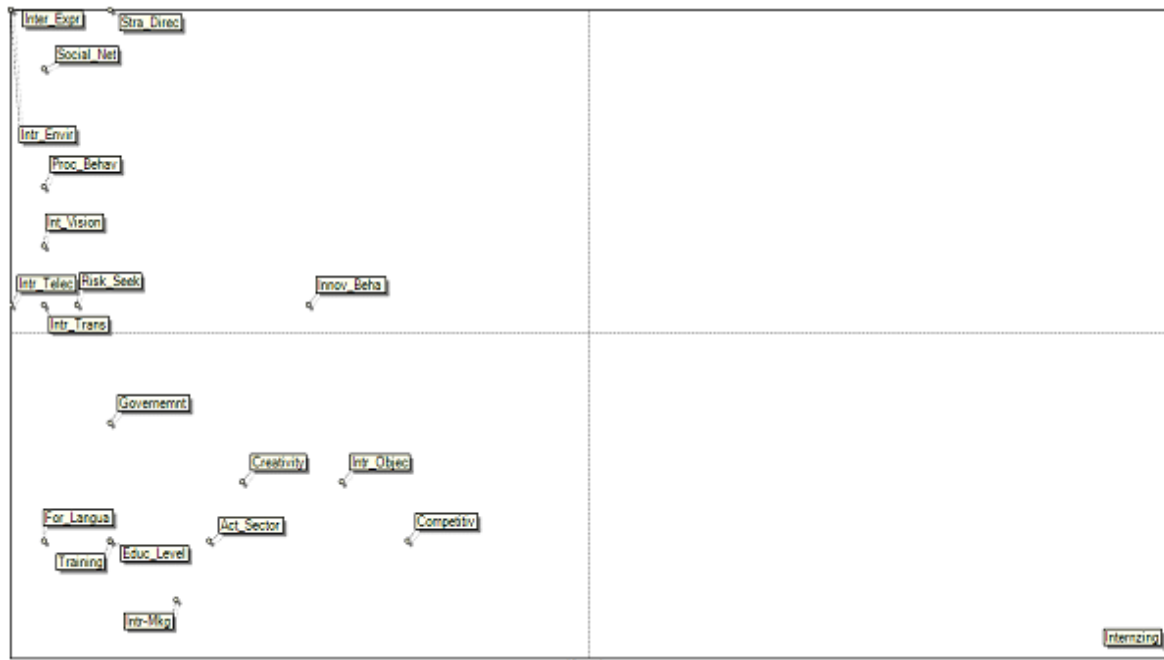 Inter_Expr
Stra_Direc
Social_Net
Intr_Envir
Proc_Behav
Int_Vision
Intr_Telec
Risk_Seek
Innov_Beha
Intr_Trans
Governemnt
Creativity
Intr_Objec
For_Langua
Act_Sector
Competitiv
Training
Educ_Level
Intr-Mkg
Internzing